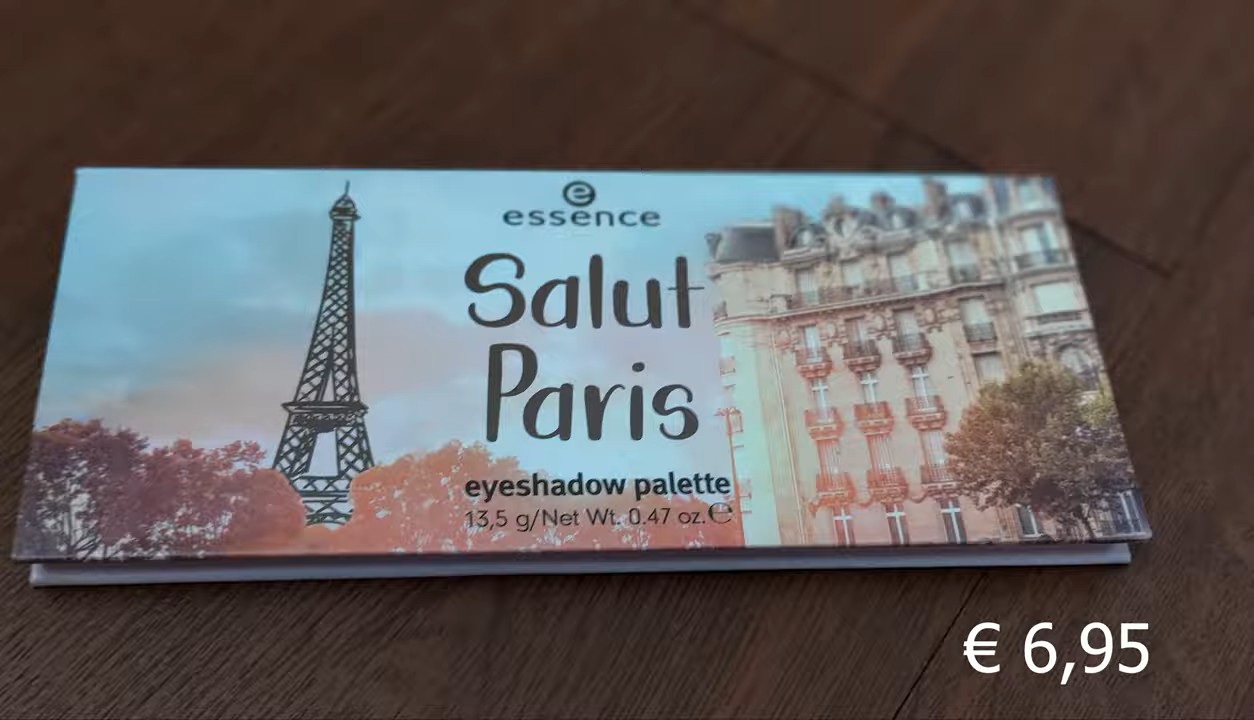 e
essence
Salut
Paris
eyeshadow palette
13,5 g/Net Wt. 0.47 oz.℮
€ 6,95